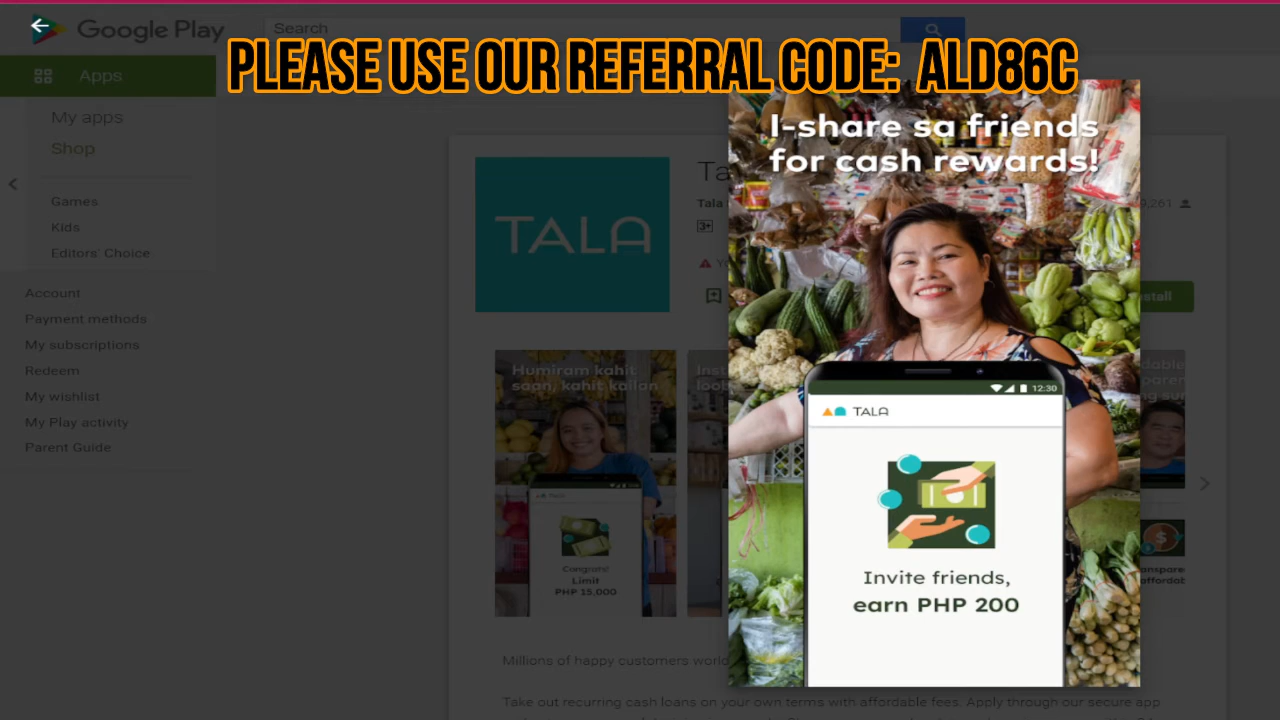 Google Play
Search
PLEASE USE OUR REFERRAL CODE: ALD86C
Apps
My apps
Shop
Games
Kids
Editors' Choice
Account
Payment methods
My subscriptions
Redeem
My wishlist
My Play activity
Parent Guide
TALA
Ta
Tala
3+
I-share sa friends
for cash rewards!
12:30
TALA
Invite friends,
earn PHP 200
Humiram kahit
saan, kahit kailan
Congrats!
Limit
PHP 15,000
Millions of happy customers world
Take out recurring cash loans on your own terms with affordable fees. Apply through our secure app